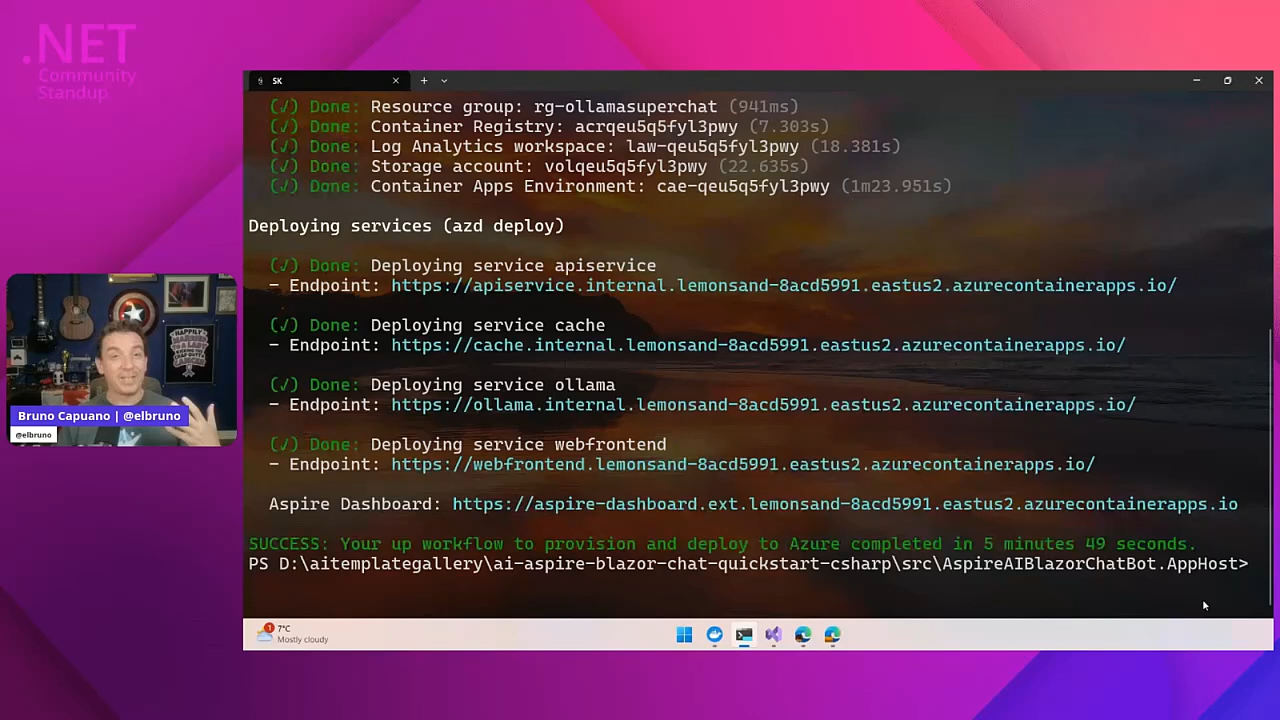 .NET
Community
Standup
SK
(✓) Done: Resource group: rg-ollamasuperchat (941ms)
(✓) Done: Container Registry: acrqeu5q5fyl3pwy (7.303s)
(✓) Done: Log Analytics workspace: law-qeu5q5fyl3pwy (18.381s)
(✓) Done: Storage account: volqeu5q5fyl3pwy (22.635s)
(✓) Done: Container Apps Environment: cae-qeu5q5fyl3pwy (1m23.951s)
Deploying services (azd deploy)
(✓) Done: Deploying service apiservice
- Endpoint: https://apiservice.internal.lemonsand-8acd5991.eastus2.azurecontainerapps.io/
(✓) Done: Deploying service cache
- Endpoint: https://cache.internal.lemonsand-8acd5991.eastus2.azurecontainerapps.io/
(✓) Done: Deploying service ollama
- Endpoint: https://ollama.internal.lemonsand-8acd5991.eastus2.azurecontainerapps.io/
(✓) Done: Deploying service webfrontend
- Endpoint: https://webfrontend.lemonsand-8acd5991.eastus2.azurecontainerapps.io/
Aspire Dashboard: https://aspire-dashboard.ext.lemonsand-8acd5991.eastus2.azurecontainerapps.io
SUCCESS: Your up workflow to provision and deploy to Azure completed in 5 minutes 49 seconds.
PS D:\aitemplategallery\ai-aspire-blazor-chat-quickstart-csharp\src\AspireAIBlazorChatBot.AppHost>
HAPPILY
Bruno Capuano | @elbruno
@elbruno
1
7°C
Mostly cloudy